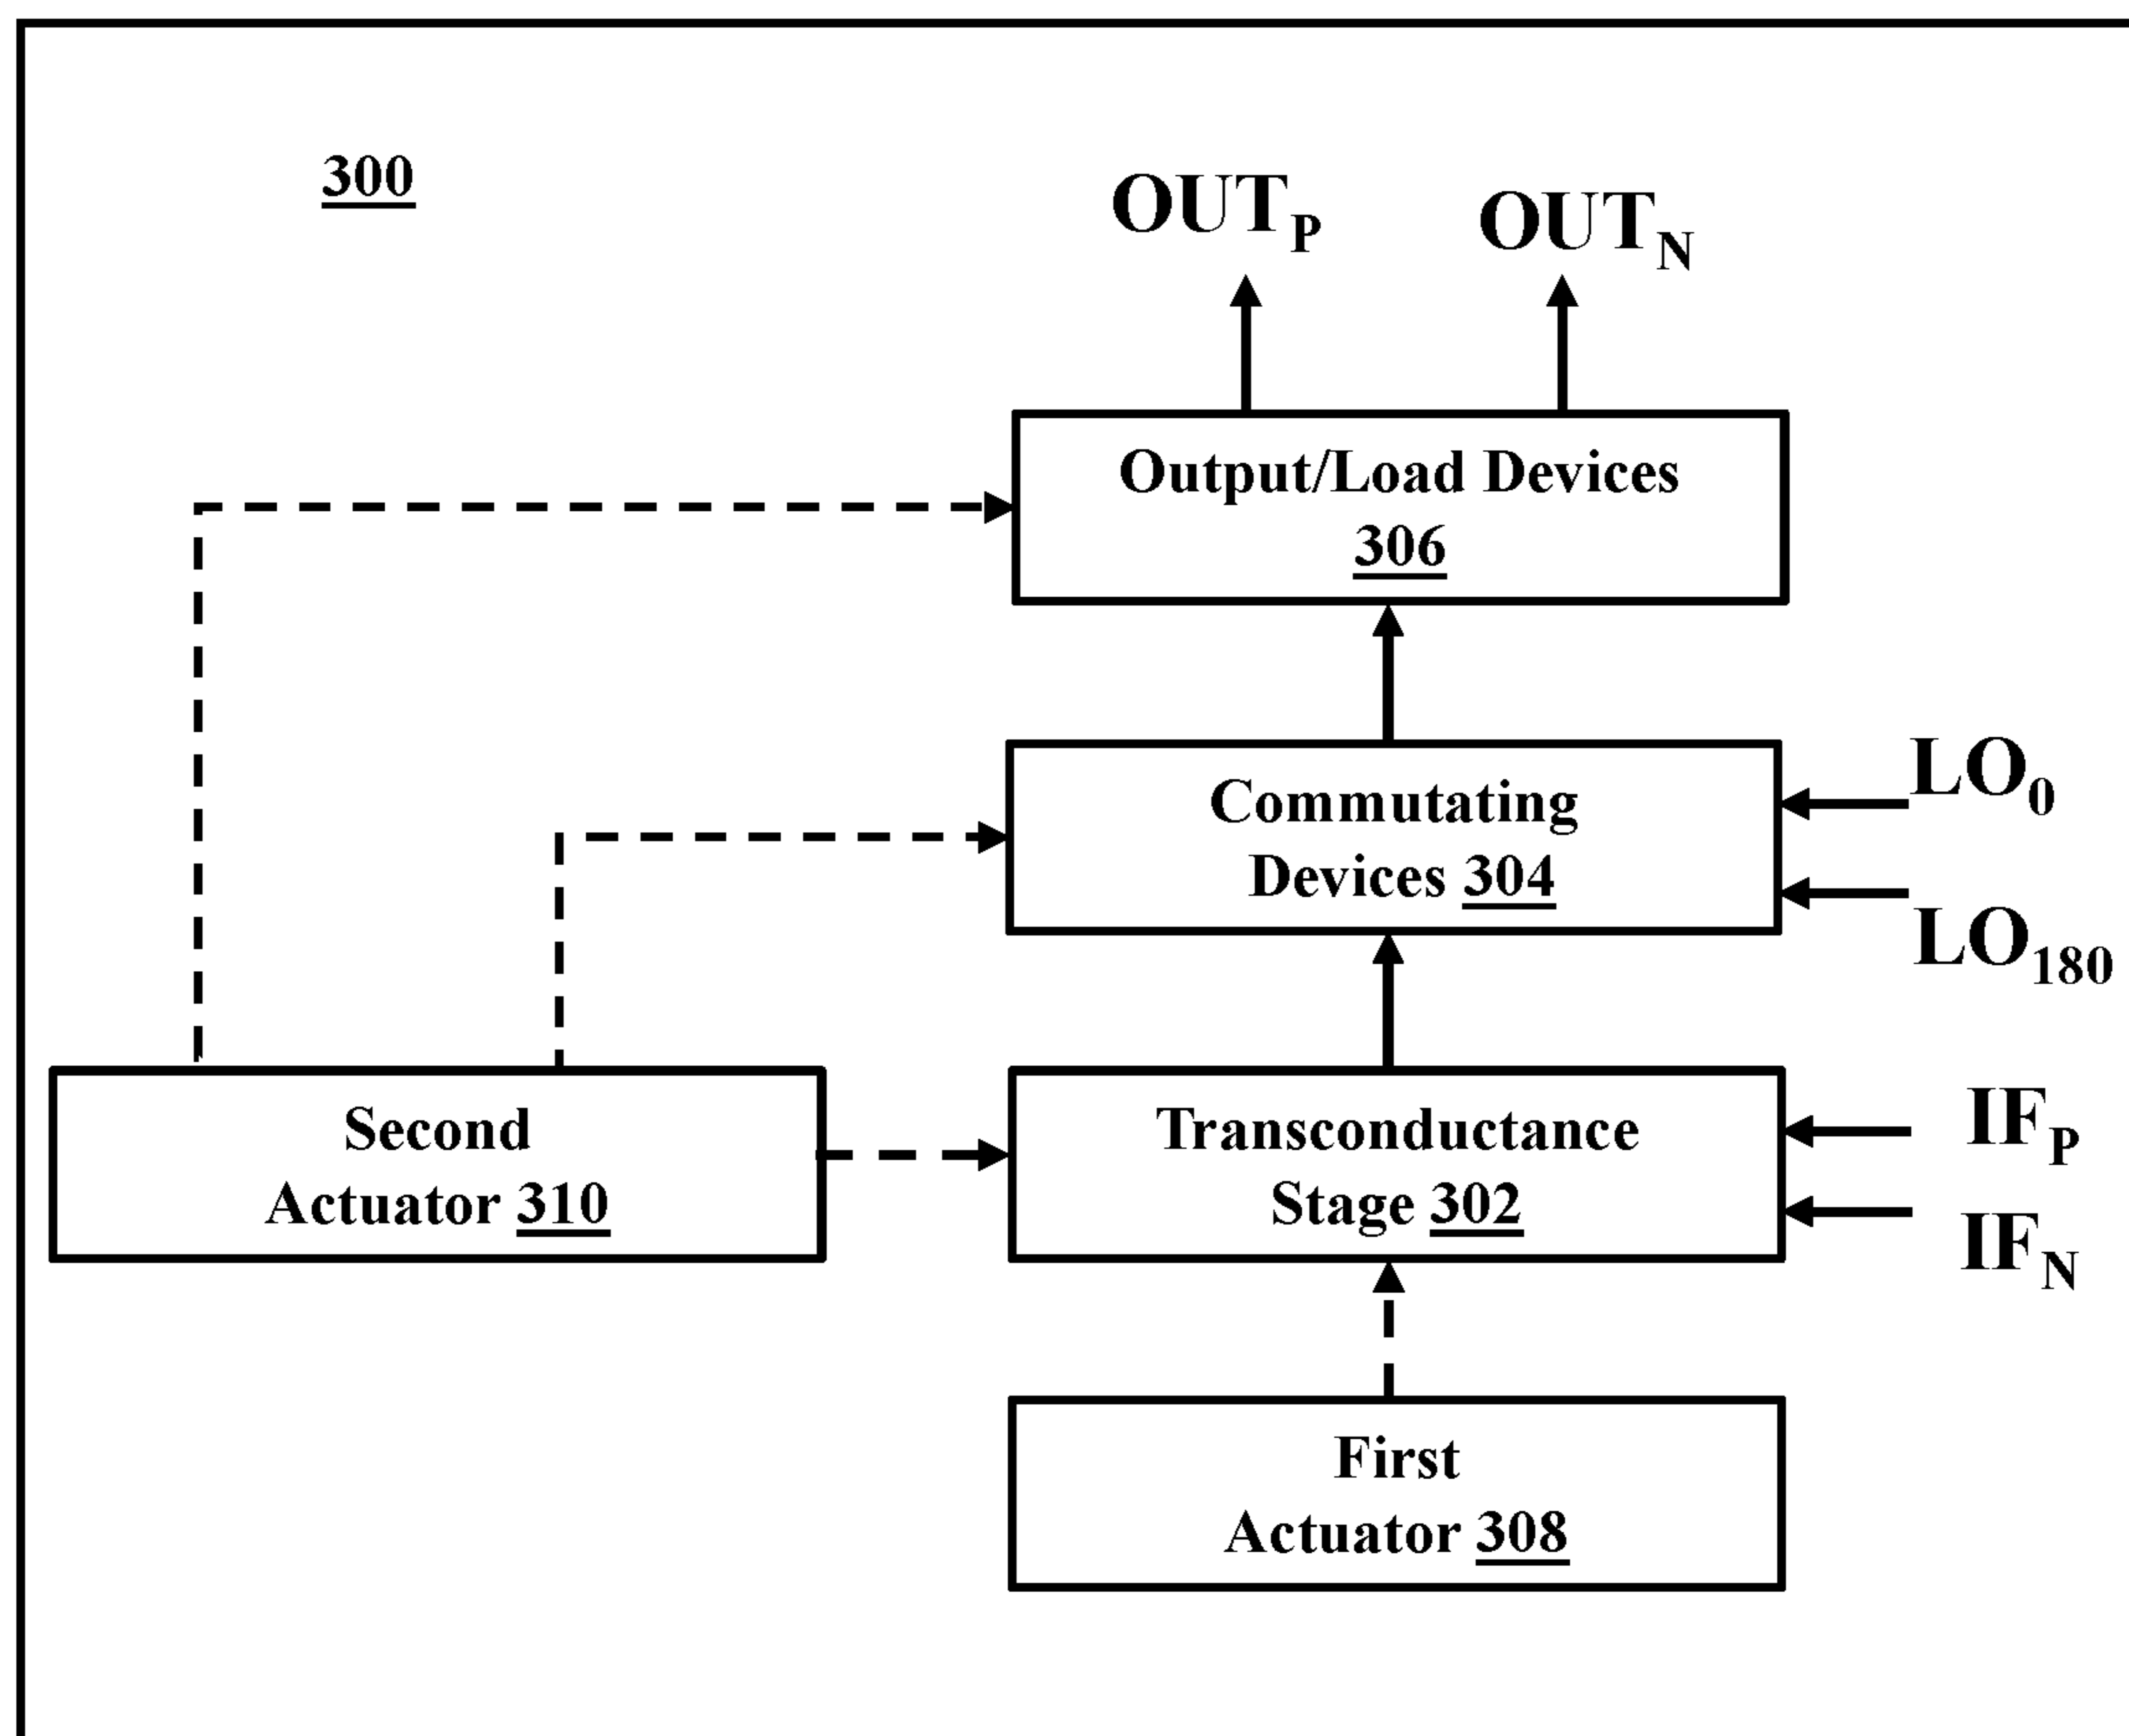 300
OUTP
OUTN
Output/Load Devices
306
Commutating
Devices 304
LO0
LO180
Second
Actuator 310
Transconductance
Stage 302
IFP
IFN
First
Actuator 308